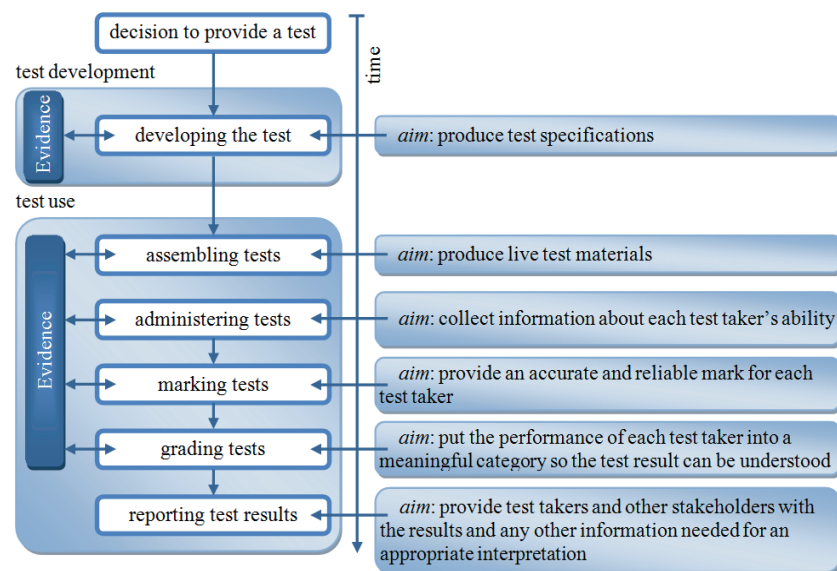 decision to provide a test
time
test development
Evidence
developing the test
aim: produce test specifications
test use
Evidence
assembling tests
aim: produce live test materials
administering tests
aim: collect information about each test taker's ability
marking tests
aim: provide an accurate and reliable mark for each
test taker
grading tests
aim: put the performance of each test taker into a
meaningful category so the test result can be understood
reporting test results
aim: provide test takers and other stakeholders with
the results and any other information needed for an
appropriate interpretation